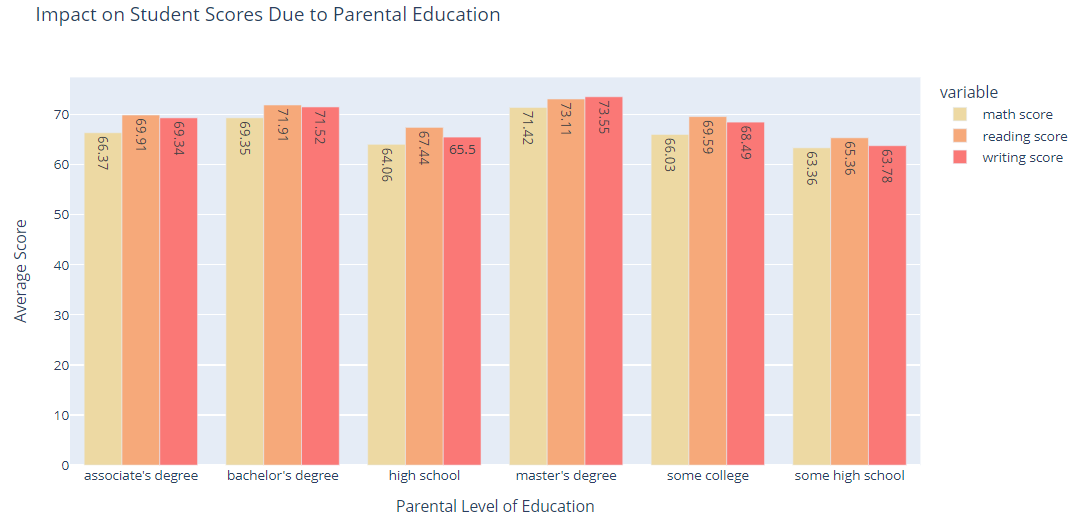 Impact on Student Scores Due to Parental Education
variable
math score
reading score
writing score
Average Score
70
60
50
40
30
20
10
0
66.37
69.91
69.34
69.35
71.91
71.52
64.06
67.44
65.5
71.42
73.11
73.55
66.03
69.59
68.49
63.36
65.36
63.78
associate's degree
bachelor's degree
high school
master's degree
some college
some high school
Parental Level of Education